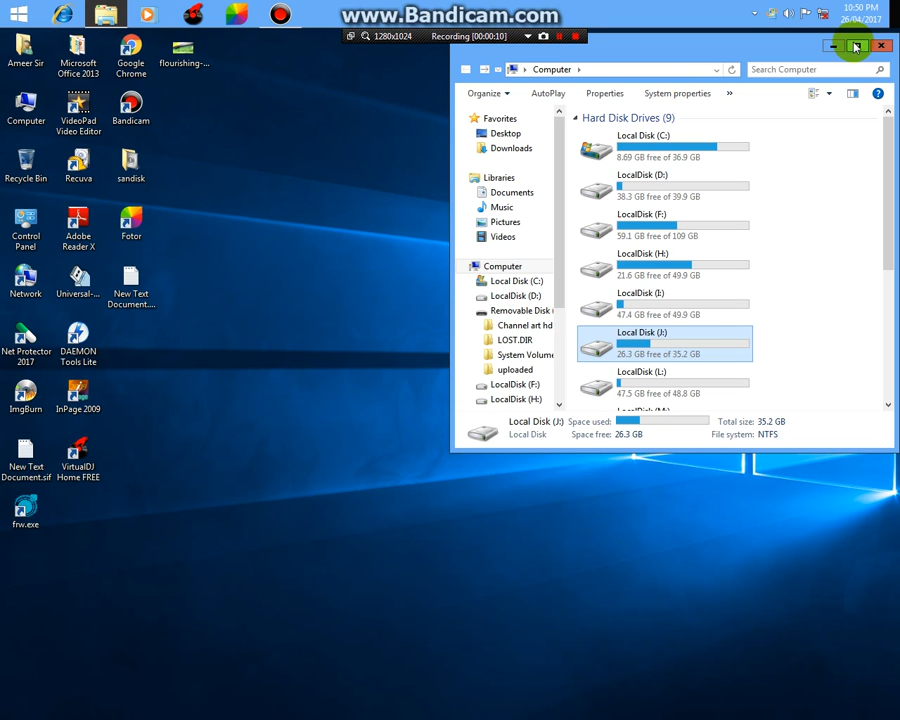 www.Bandicam.com
10:50 PM
26/04/2017
1280x1024 Recording [00:00:10]
Ameer Sir
Microsoft Office 2013
Google Chrome
flourishing-...
Computer
VideoPad Video Editor
Bandicam
Recycle Bin
Recuva
sandisk
Control Panel
Adobe Reader X
Fotor
Network
Universal-...
New Text Document....
Net Protector 2017
DAEMON Tools Lite
ImgBurn
InPage 2009
New Text Document.sif
VirtualDJ Home FREE
frw.exe
Computer
Search Computer
Organize AutoPlay Properties System properties »
Favorites
Desktop
Downloads
Libraries
Documents
Music
Pictures
Videos
Computer
Local Disk (C:)
LocalDisk (D:)
Removable Disk
Channel art hd
LOST.DIR
System Volume
uploaded
LocalDisk (F:)
LocalDisk (H:)
Hard Disk Drives (9)
Local Disk (C:)
8.69 GB free of 36.9 GB
LocalDisk (D:)
38.3 GB free of 39.9 GB
LocalDisk (F:)
59.1 GB free of 109 GB
LocalDisk (H:)
21.6 GB free of 49.9 GB
LocalDisk (I:)
47.4 GB free of 49.9 GB
Local Disk (J:)
26.3 GB free of 35.2 GB
LocalDisk (L:)
47.5 GB free of 48.8 GB
Local Disk (J:) Space used: Total size: 35.2 GB
Local Disk Space free: 26.3 GB File system: NTFS